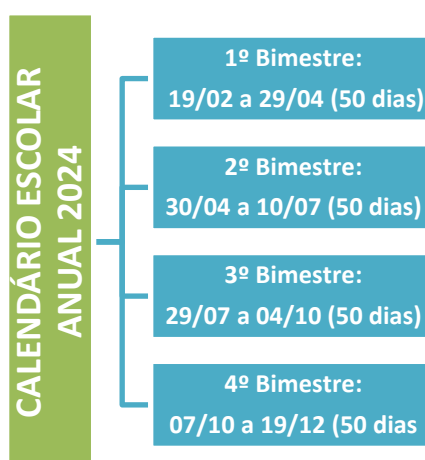 CALENDÁRIO ESCOLAR
ANUAL 2024
1º Bimestre:
19/02 a 29/04 (50 dias)
2º Bimestre:
30/04 a 10/07 (50 dias)
3º Bimestre:
29/07 a 04/10 (50 dias)
4º Bimestre:
07/10 a 19/12 (50 dias